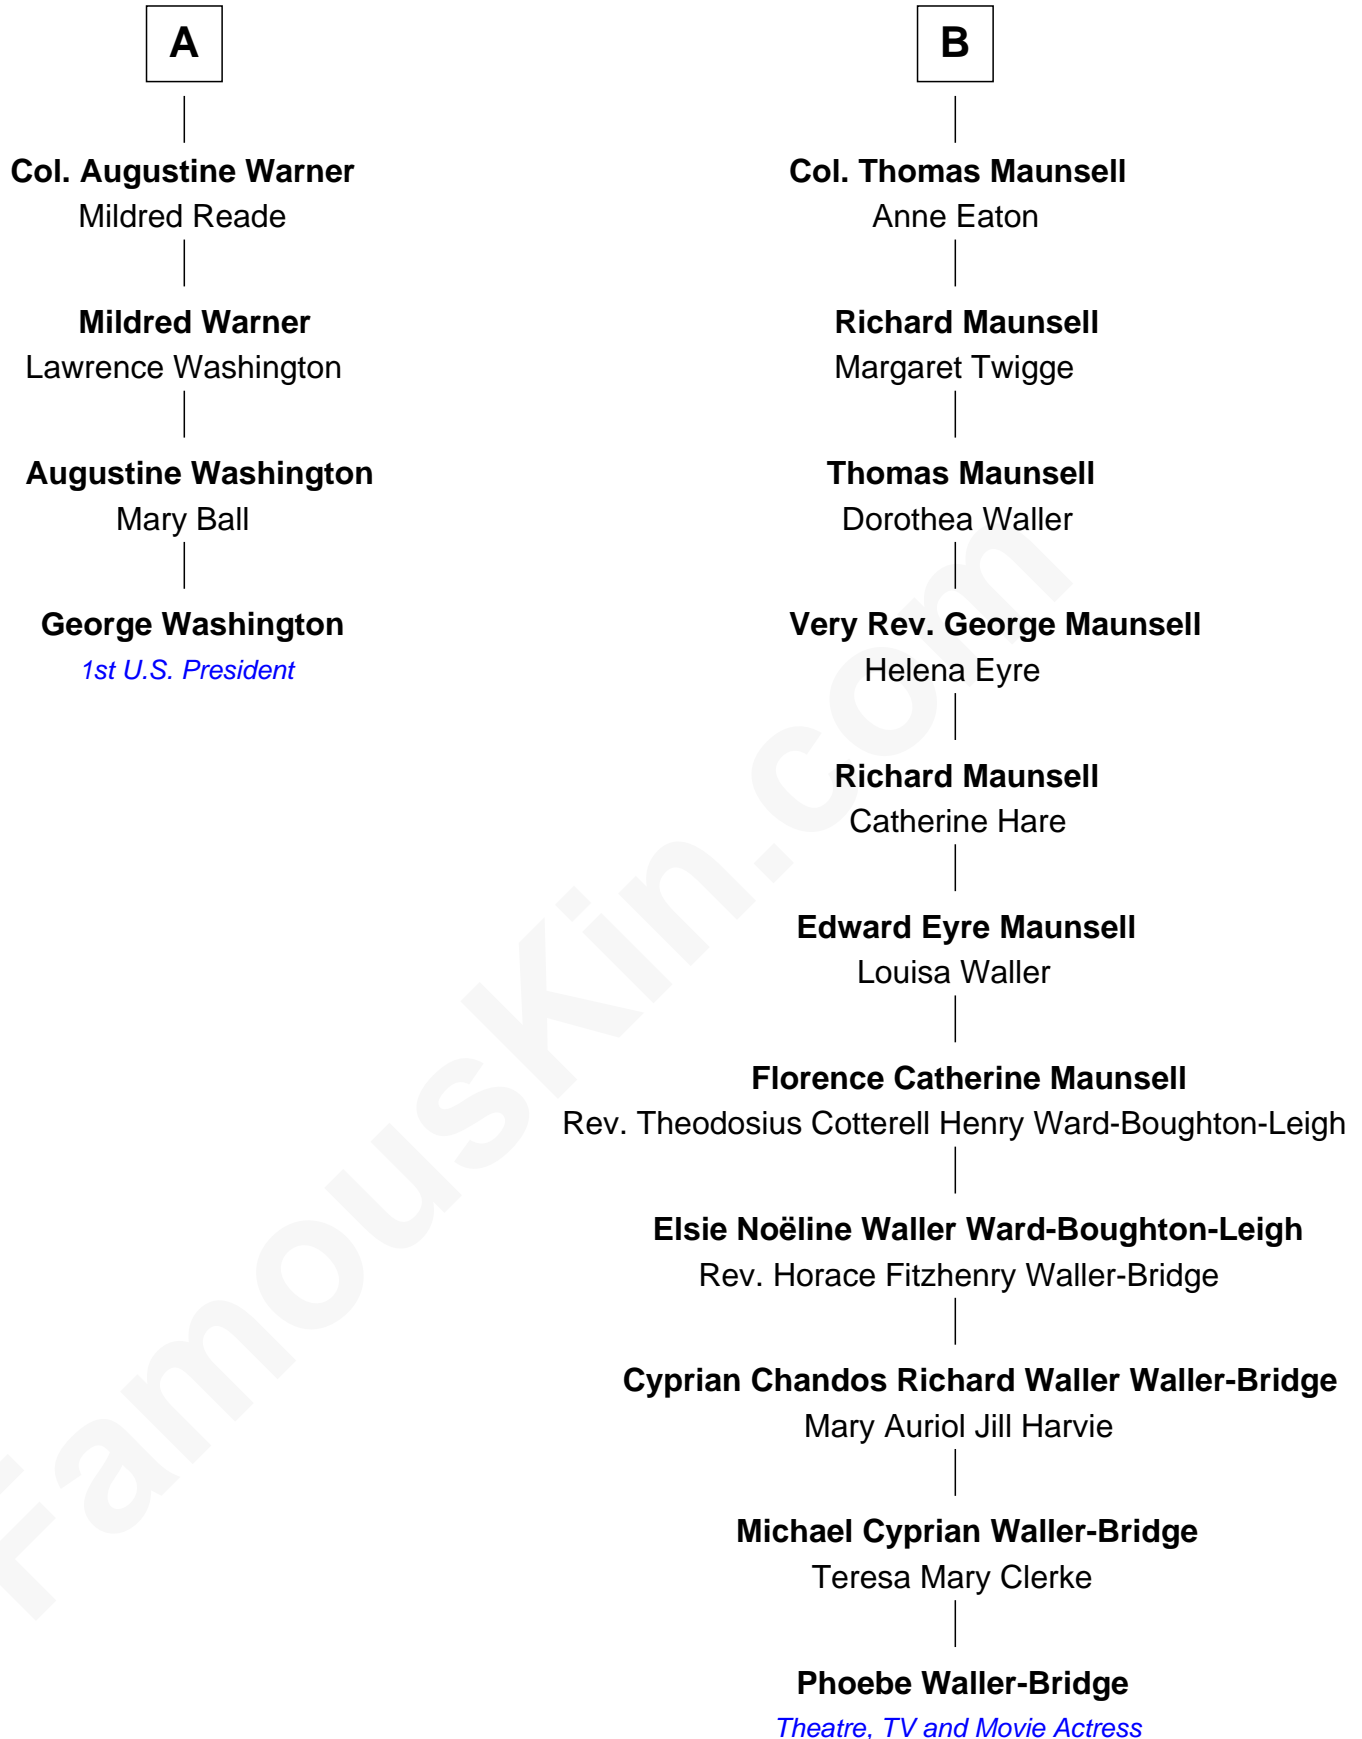 A
Col. Augustine Warner
Mildred Reade
Mildred Warner
Lawrence Washington
Augustine Washington
Mary Ball
George Washington
1st U.S. President
B
Col. Thomas Maunsell
Anne Eaton
Richard Maunsell
Margaret Twigge
Thomas Maunsell
Dorothea Waller
Very Rev. George Maunsell
Helena Eyre
Richard Maunsell
Catherine Hare
Edward Eyre Maunsell
Louisa Waller
Florence Catherine Maunsell
Rev. Theodosius Cotterell Henry Ward-Boughton-Leigh
Elsie Noëline Waller Ward-Boughton-Leigh
Rev. Horace Fitzhenry Waller-Bridge
Cyprian Chandos Richard Waller Waller-Bridge
Mary Auriol Jill Harvie
Michael Cyprian Waller-Bridge
Teresa Mary Clerke
Phoebe Waller-Bridge
Theatre, TV and Movie Actress
FamousKin.com